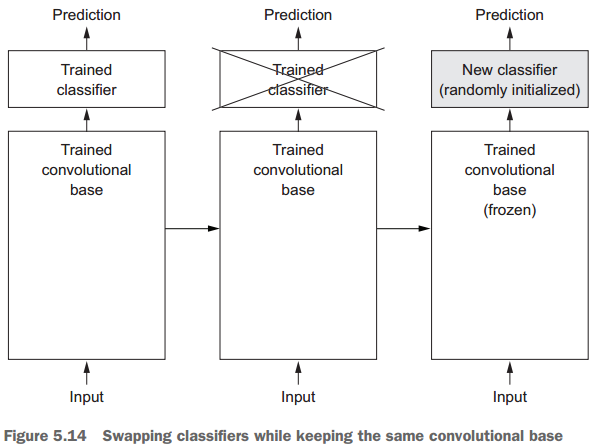 Prediction
Trained
classifier
Trained
convolutional
base
Input
Prediction
Trained
classifier
Trained
convolutional
base
Input
Prediction
New classifier
(randomly initialized)
Trained
convolutional
base
(frozen)
Input
Figure 5.14 Swapping classifiers while keeping the same convolutional base